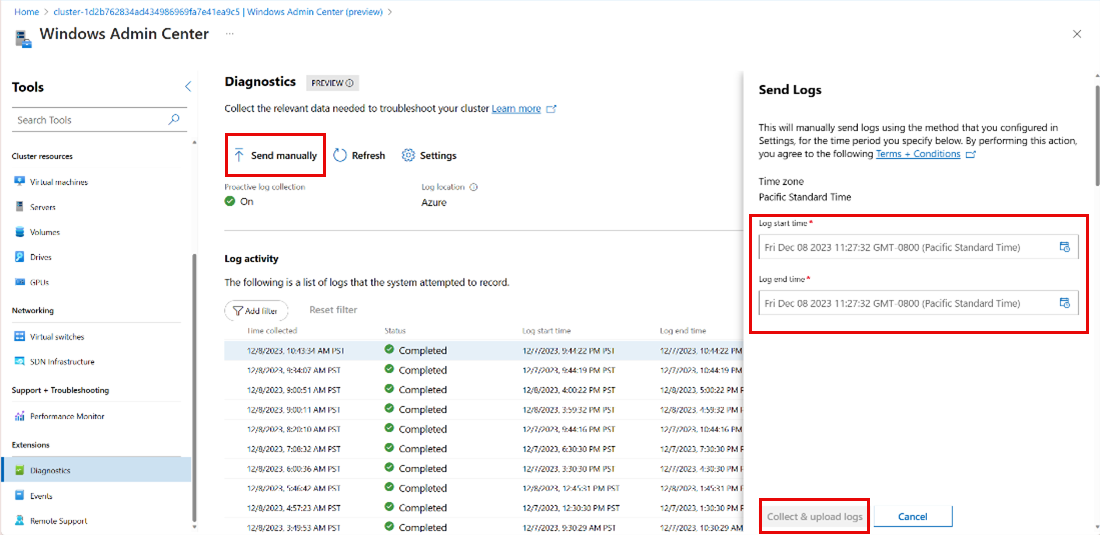 Home > cluster-1d2b762834ad434986969fa7e41ea9c5 | Windows Admin Center (preview) >
Windows Admin Center ...
Tools
Search Tools
Cluster resources
Virtual machines
Servers
Volumes
Drives
GPUs
Networking
Virtual switches
SDN Infrastructure
Support + Troubleshooting
Performance Monitor
Extensions
Diagnostics
Events
Remote Support
Diagnostics PREVIEW
Collect the relevant data needed to troubleshoot your cluster Learn more
Send manually Refresh Settings
Proactive log collection Log location
On Azure
Log activity
The following is a list of logs that the system attempted to record.
Add filter Reset filter
Time collected Status Log start time Log end time
12/8/2023, 10:43:34 AM PST Completed 12/7/2023, 9:44:22 PM PST 12/7/2023, 10:44:22 PM
12/8/2023, 9:34:07 AM PST Completed 12/7/2023, 9:44:19 PM PST 12/7/2023, 10:44:19 PM
12/8/2023, 9:00:51 AM PST Completed 12/8/2023, 4:00:22 PM PST 12/8/2023, 5:00:22 PM
12/8/2023, 9:00:11 AM PST Completed 12/8/2023, 3:59:32 PM PST 12/8/2023, 4:59:32 PM
12/8/2023, 8:20:10 AM PST Completed 12/7/2023, 9:44:16 PM PST 12/7/2023, 10:44:16 PM
12/8/2023, 7:08:32 AM PST Completed 12/7/2023, 6:30:30 PM PST 12/7/2023, 7:30:30 PM
12/8/2023, 6:00:36 AM PST Completed 12/7/2023, 3:30:30 PM PST 12/7/2023, 4:30:30 PM
12/8/2023, 5:46:42 AM PST Completed 12/8/2023, 12:45:31 PM PST 12/8/2023, 1:45:31 PM
12/8/2023, 4:57:23 AM PST Completed 12/7/2023, 12:30:30 PM PST 12/7/2023, 1:30:30 PM
12/8/2023, 3:49:53 AM PST Completed 12/7/2023, 9:30:29 AM PST 12/7/2023, 10:30:29 AM
Send Logs
This will manually send logs using the method that you configured in
Settings, for the time period you specify below. By performing this action,
you agree to the following Terms + Conditions
Time zone
Pacific Standard Time
Log start time *
Fri Dec 08 2023 11:27:32 GMT-0800 (Pacific Standard Time)
Log end time *
Fri Dec 08 2023 11:27:32 GMT-0800 (Pacific Standard Time)
Collect & upload logs Cancel